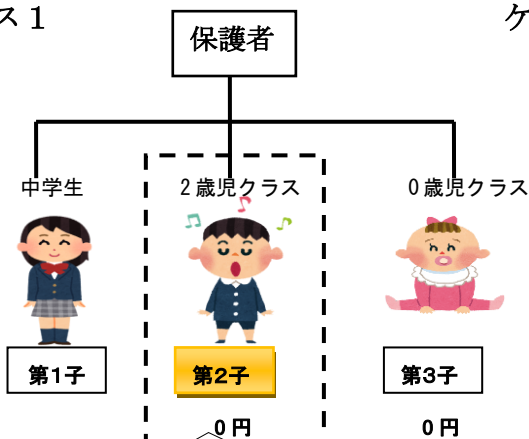 ス１
ケ
保護者
中学生
２歳児クラス
０歳児クラス
第１子
第２子
第３子
０円
０円